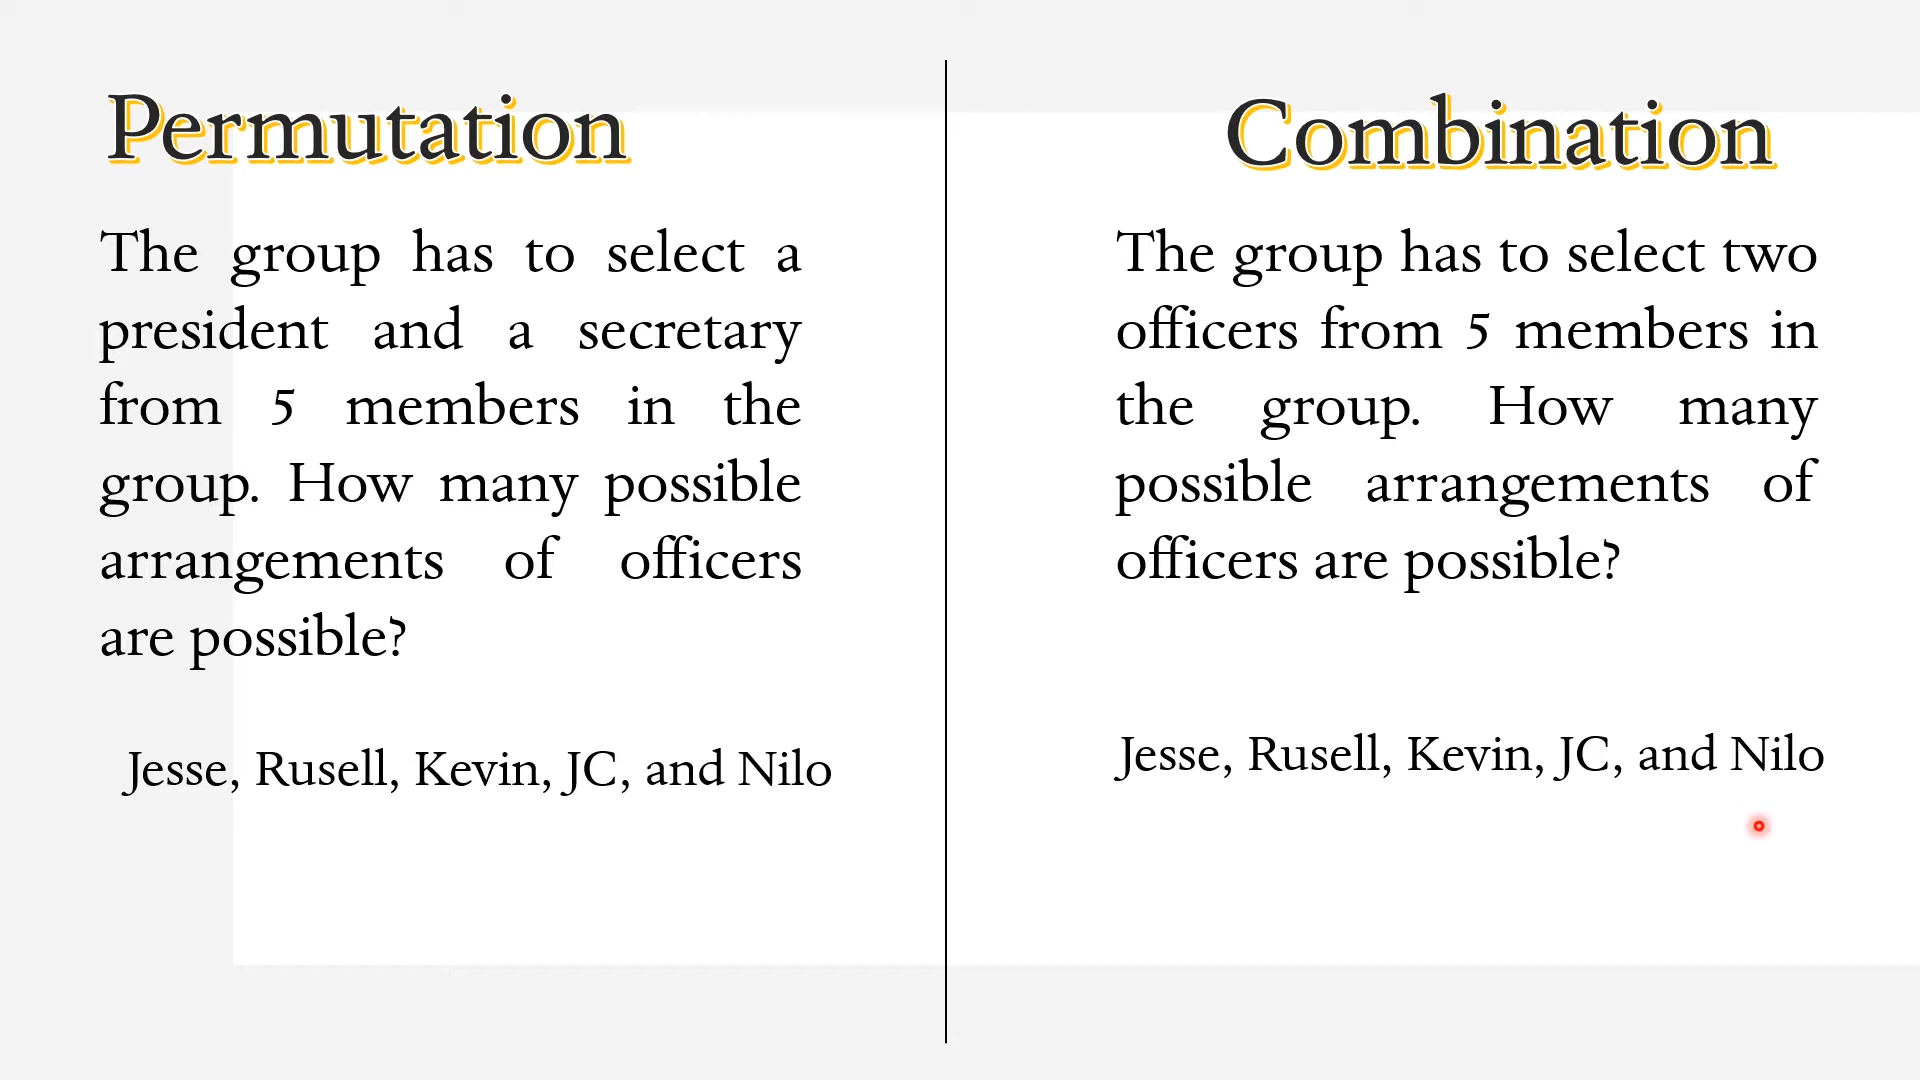 Permutation
The group has to select a
president and a secretary
from 5 members in the
group. How many possible
arrangements of officers
are possible?
Jesse, Rusell, Kevin, JC, and Nilo
Combination
The group has to select two
officers from 5 members in
the group. How many
possible arrangements of
officers are possible?
Jesse, Rusell, Kevin, JC, and Nilo